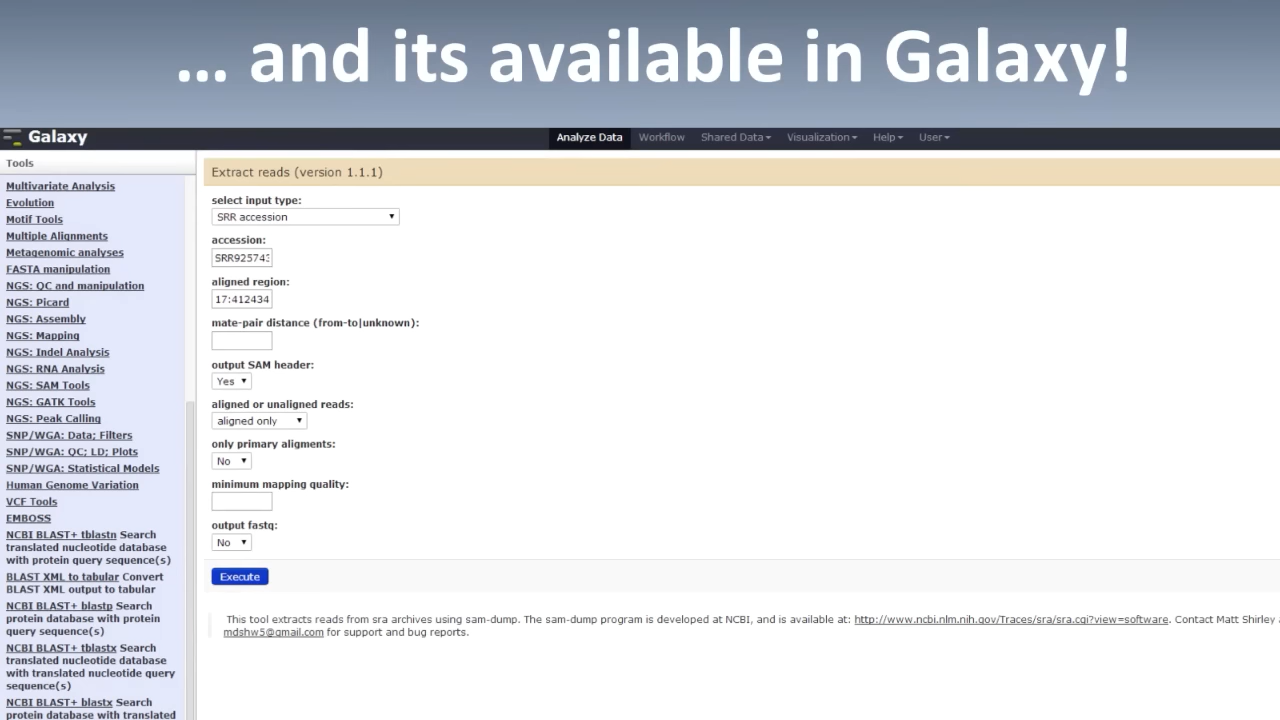 ... and its available in Galaxy!
Galaxy
Analyze Data Workflow Shared Data Visualization Help User
Tools
Multivariate Analysis
Evolution
Motif Tools
Multiple Alignments
Metagenomic analyses
FASTA manipulation
NGS: QC and manipulation
NGS: Picard
NGS: Assembly
NGS: Mapping
NGS: Indel Analysis
NGS: RNA Analysis
NGS: SAM Tools
NGS: GATK Tools
NGS: Peak Calling
SNP/WGA: Data; Filters
SNP/WGA: QC; LD; Plots
SNP/WGA: Statistical Models
Human Genome Variation
VCF Tools
EMBOSS
NCBI BLAST+ tblastn Search
translated nucleotide database
with protein query sequence(s)
BLAST XML to tabular Convert
BLAST XML output to tabular
NCBI BLAST+ blastp Search
protein database with protein
query sequence(s)
NCBI BLAST+ tblastx Search
translated nucleotide database
with translated nucleotide query
sequence(s)
NCBI BLAST+ blastx Search
protein database with translated
Extract reads (version 1.1.1)
select input type:
SRR accession
accession:
SRR92574
aligned region:
17:412434
mate-pair distance (from-to|unknown):
output SAM header:
Yes
aligned or unaligned reads:
aligned only
only primary aligments:
No
minimum mapping quality:
output fastq:
No
Execute
This tool extracts reads from sra archives using sam-dump. The sam-dump program is developed at NCBI, and is available at: http://www.ncbi.nlm.nih.gov/Traces/sra/sra.cgi?view=software. Contact Matt Shirley
mdshw5@gmail.com for support and bug reports.